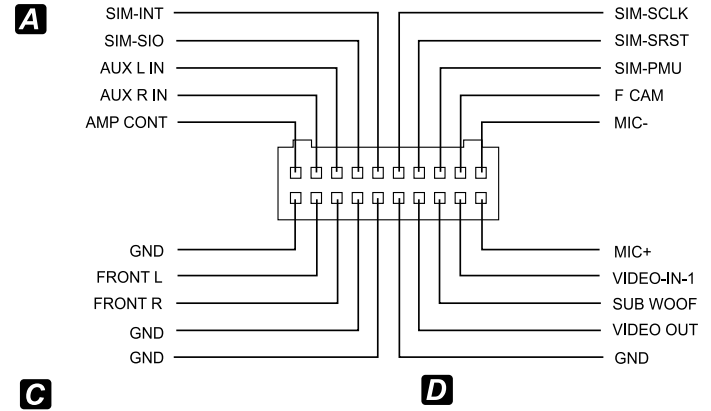 A
SIM-INT
SIM-SIO
AUX L IN
AUX R IN
AMP CONT
SIM-SCLK
SIM-SRST
SIM-PMU
F CAM
MIC-
GND
FRONT L
FRONT R
GND
GND
MIC+
VIDEO-IN-1
SUB WOOF
VIDEO OUT
GND
C
D